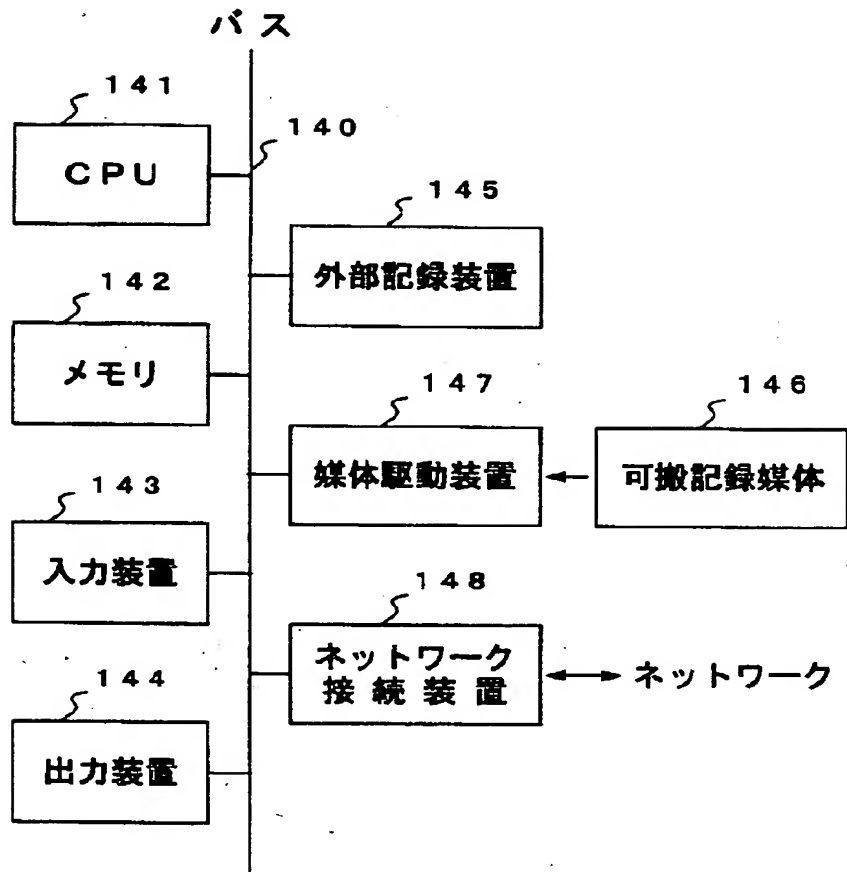 バス
141
CPU
140
142
メモリ
143
入力装置
144
出力装置
145
外部記録装置
147
媒体駆動装置
146
可搬記録媒体
148
ネットワーク
接続装置
ネットワーク